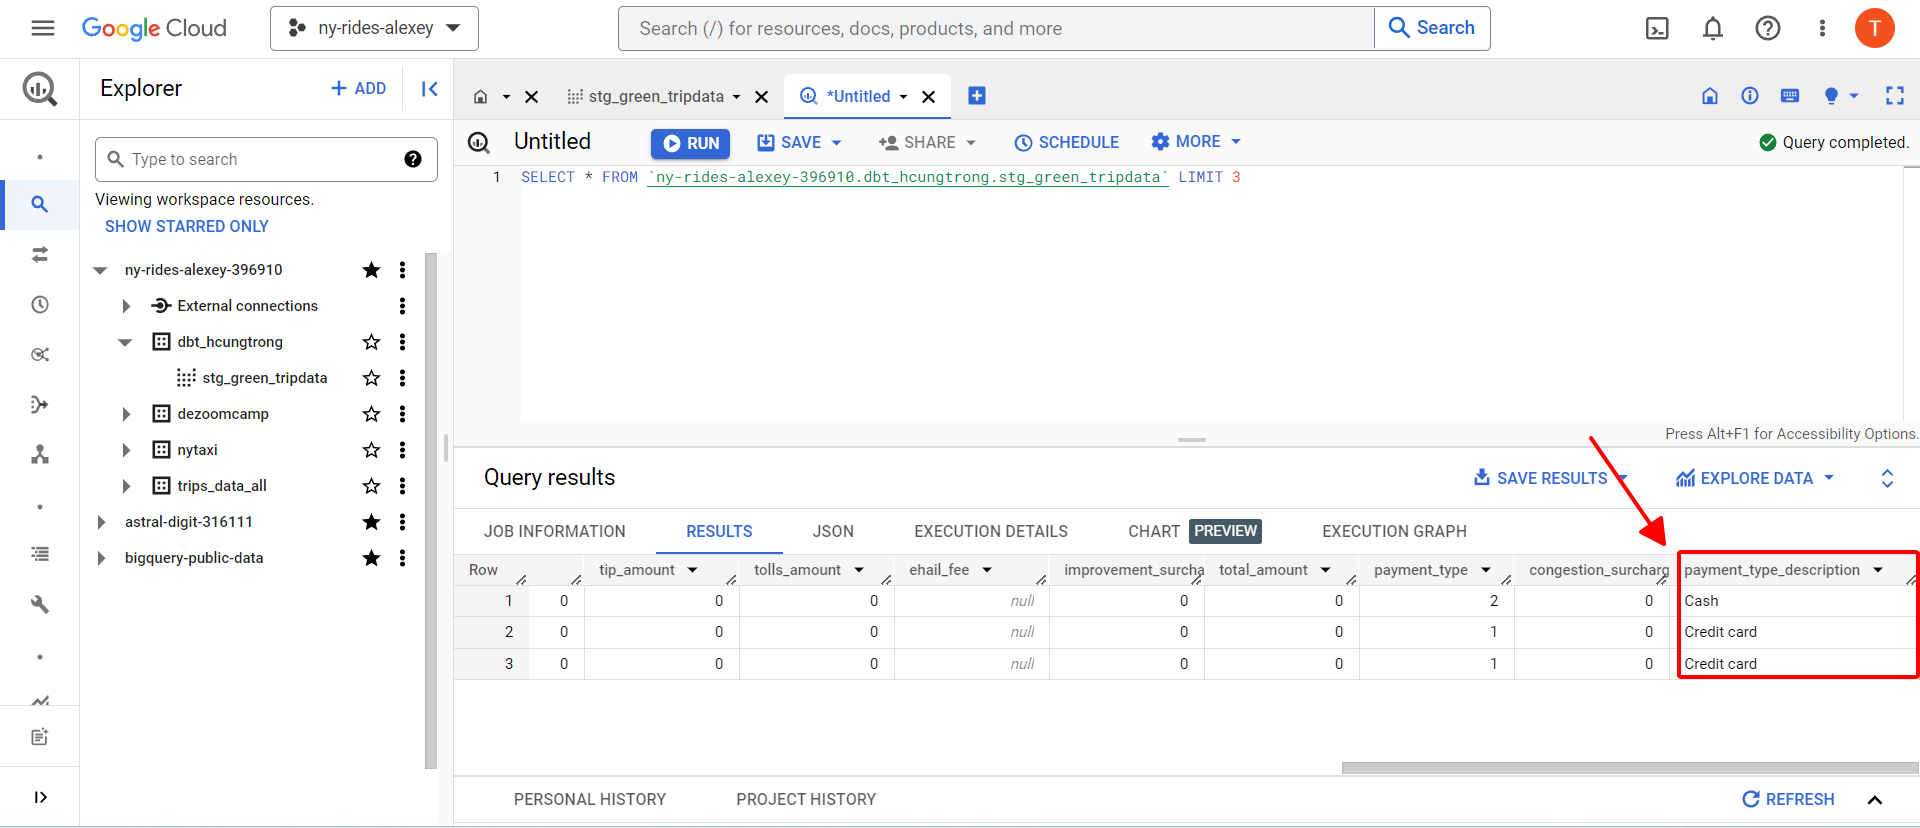 Google Cloud
ny-rides-alexey
Search (/) for resources, docs, products, and more
Search
T
Explorer
+ ADD
stg_green_tripdata
*Untitled
Type to search
Viewing workspace resources.
SHOW STARRED ONLY
ny-rides-alexey-396910
External connections
dbt_hcungtrong
stg_green_tripdata
dezoomcamp
nytaxi
trips_data_all
astral-digit-316111
bigquery-public-data
Untitled
RUN
SAVE
SHARE
SCHEDULE
MORE
Query completed.
1 SELECT * FROM `ny-rides-alexey-396910.dbt_hcungtrong.stg_green_tripdata` LIMIT 3
Press Alt+F1 for Accessibility Options.
Query results
SAVE RESULTS
EXPLORE DATA
JOB INFORMATION RESULTS JSON EXECUTION DETAILS CHART PREVIEW EXECUTION GRAPH
Row tip_amount tolls_amount ehail_fee improvement_surcha total_amount payment_type congestion_surcharg payment_type_description
1 0 0 0 null 0 0 2 0 Cash
2 0 0 0 null 0 0 1 0 Credit card
3 0 0 0 null 0 0 1 0 Credit card
PERSONAL HISTORY PROJECT HISTORY
REFRESH